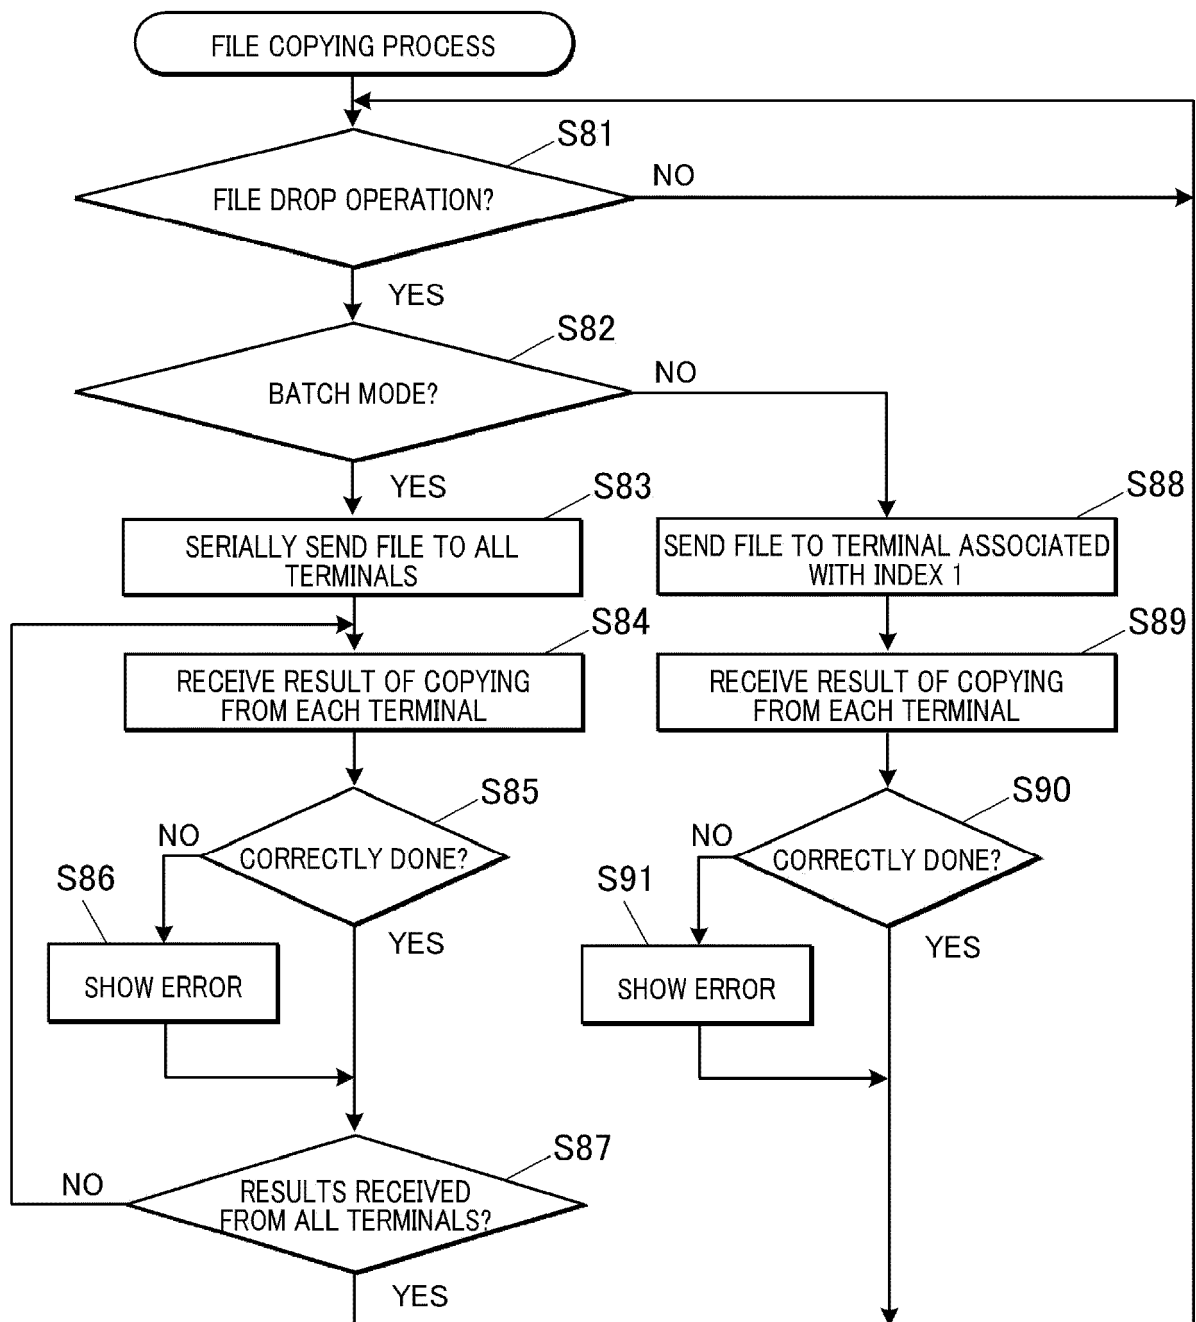 FILE COPYING PROCESS
S81
FILE DROP OPERATION?
NO
YES
S82
BATCH MODE?
NO
YES
S83
SERIALLY SEND FILE TO ALL
TERMINALS
S88
SEND FILE TO TERMINAL ASSOCIATED
WITH INDEX 1
S84
RECEIVE RESULT OF COPYING
FROM EACH TERMINAL
S89
RECEIVE RESULT OF COPYING
FROM EACH TERMINAL
S85
CORRECTLY DONE?
NO
YES
S86
SHOW ERROR
S90
CORRECTLY DONE?
NO
YES
S91
SHOW ERROR
S87
RESULTS RECEIVED
FROM ALL TERMINALS?
NO
YES